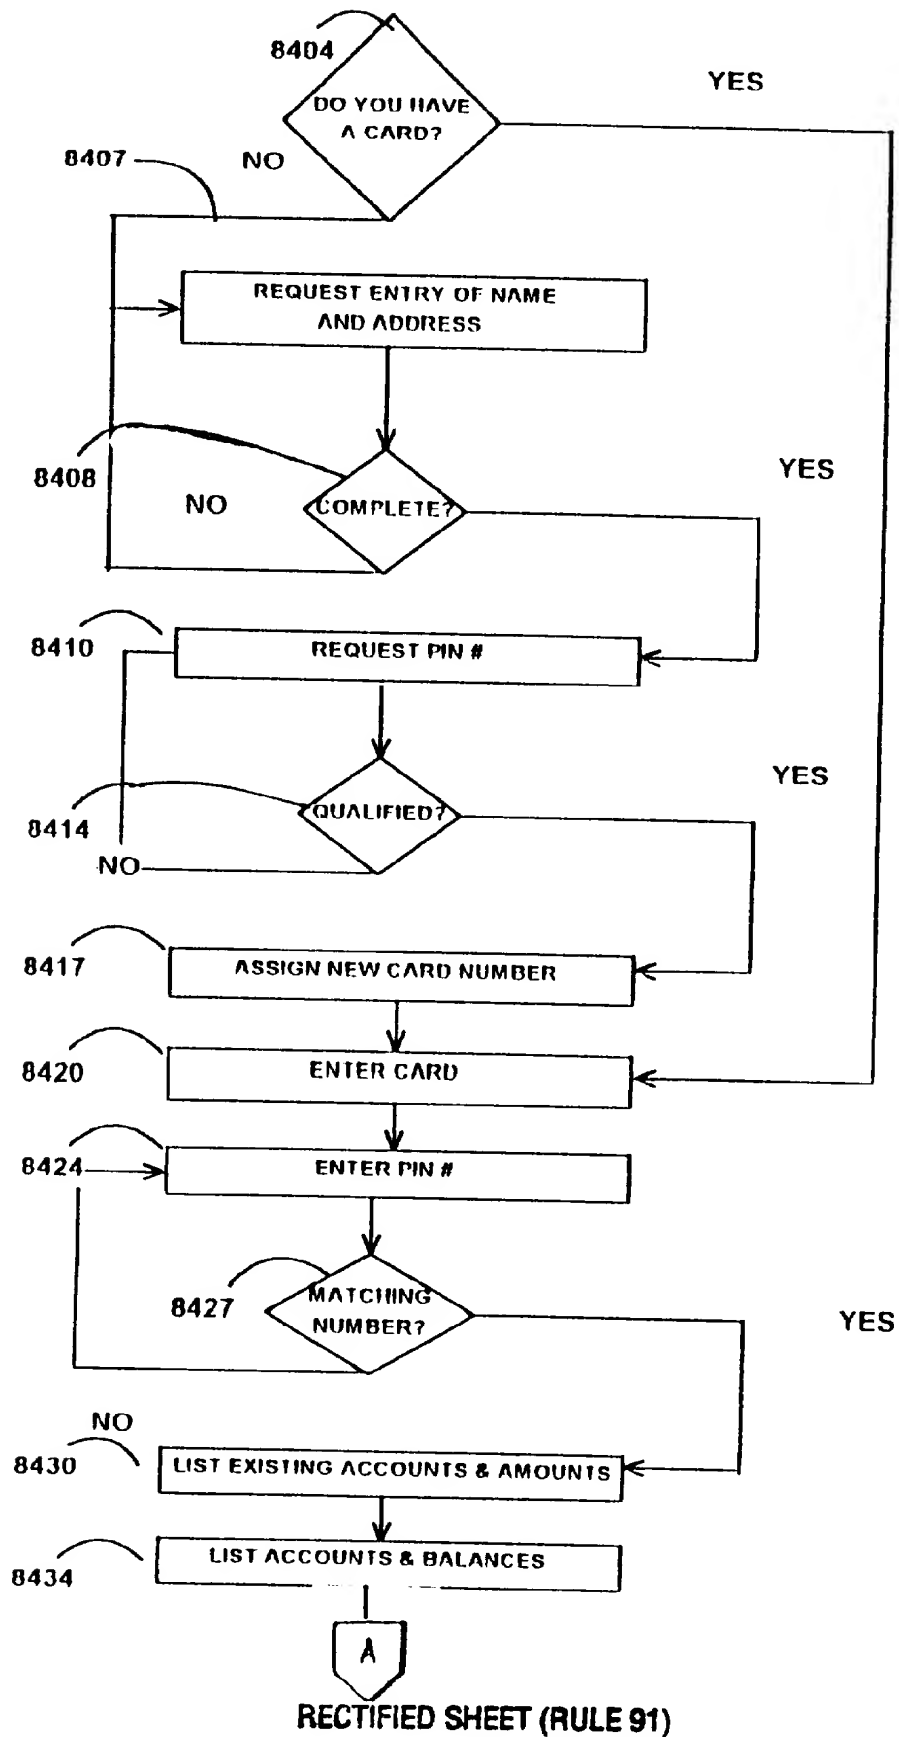 8404
YES
DO YOU HAVE
A CARD?
NO
8407
REQUEST ENTRY OF NAME
AND ADDRESS
YES
8408
NO
COMPLETE?
8410
REQUEST PIN #
YES
QUALIFIED?
8414
NO
8417
ASSIGN NEW CARD NUMBER
8420
ENTER CARD
8424
ENTER PIN #
8427
MATCHING
NUMBER?
YES
NO
8430
LIST EXISTING ACCOUNTS & AMOUNTS
8434
LIST ACCOUNTS & BALANCES
A
RECTIFIED SHEET (RULE 91)